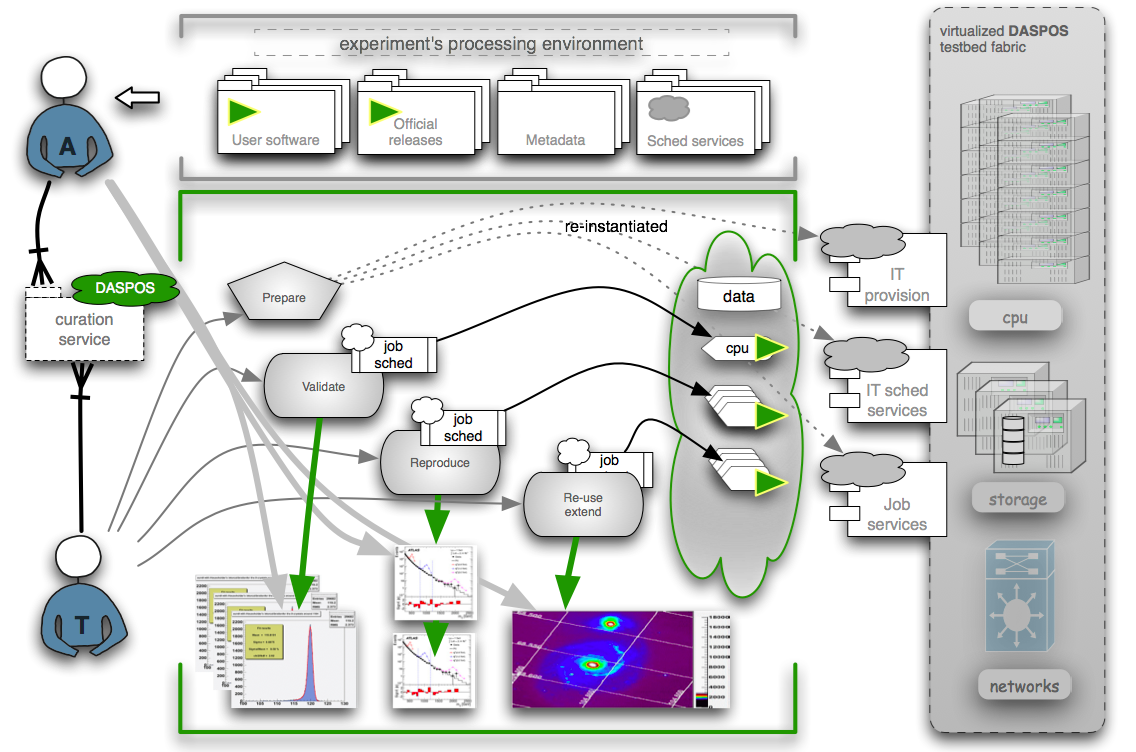 experiment's processing environment
virtualized DASPOS
testbed fabric
A
User software
Official
releases
Metadata
Sched services
re-instantiated
DASPOS
curation
service
Prepare
data
IT
provision
cpu
job
sched
cpu
Validate
IT sched
services
job
sched
Reproduce
job
Re-use
extend
storage
Job
services
T
ATLAS
ATLAS
networks